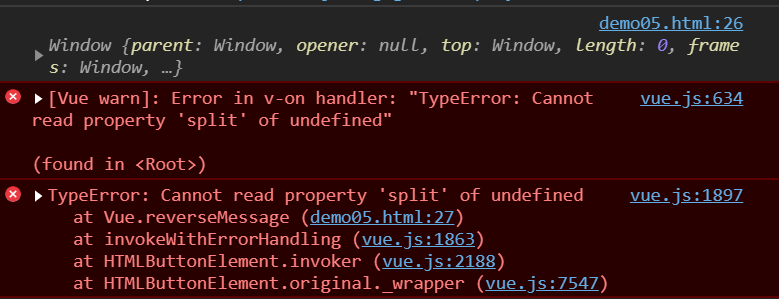 demo05.html:26
Window {parent: Window, opener: null, top: Window, length: 0, frame
s: Window, …}
[Vue warn]: Error in v-on handler: "TypeError: Cannot vue.js:634
read property 'split' of undefined"
(found in <Root>)
TypeError: Cannot read property 'split' of undefined vue.js:1897
at Vue.reverseMessage (demo05.html:27)
at invokeWithErrorHandling (vue.js:1863)
at HTMLButtonElement.invoker (vue.js:2188)
at HTMLButtonElement.original._wrapper (vue.js:7547)